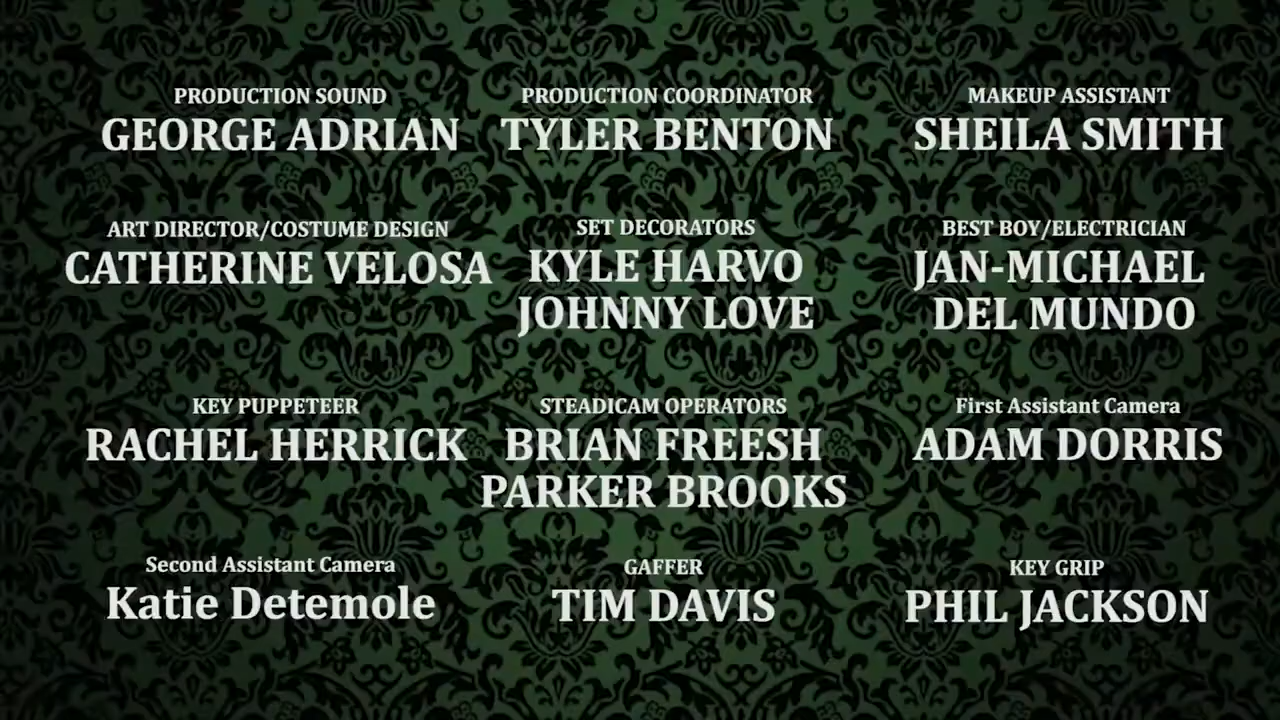 PRODUCTION SOUND
GEORGE ADRIAN
PRODUCTION COORDINATOR
TYLER BENTON
MAKEUP ASSISTANT
SHEILA SMITH
ART DIRECTOR/COSTUME DESIGN
CATHERINE VELOSA
SET DECORATORS
KYLE HARVO
JOHNNY LOVE
BEST BOY/ELECTRICIAN
JAN-MICHAEL
DEL MUNDO
KEY PUPPETEER
RACHEL HERRICK
STEADICAM OPERATORS
BRIAN FREESH
PARKER BROOKS
First Assistant Camera
ADAM DORRIS
Second Assistant Camera
Katie Detemole
GAFFER
TIM DAVIS
KEY GRIP
PHIL JACKSON